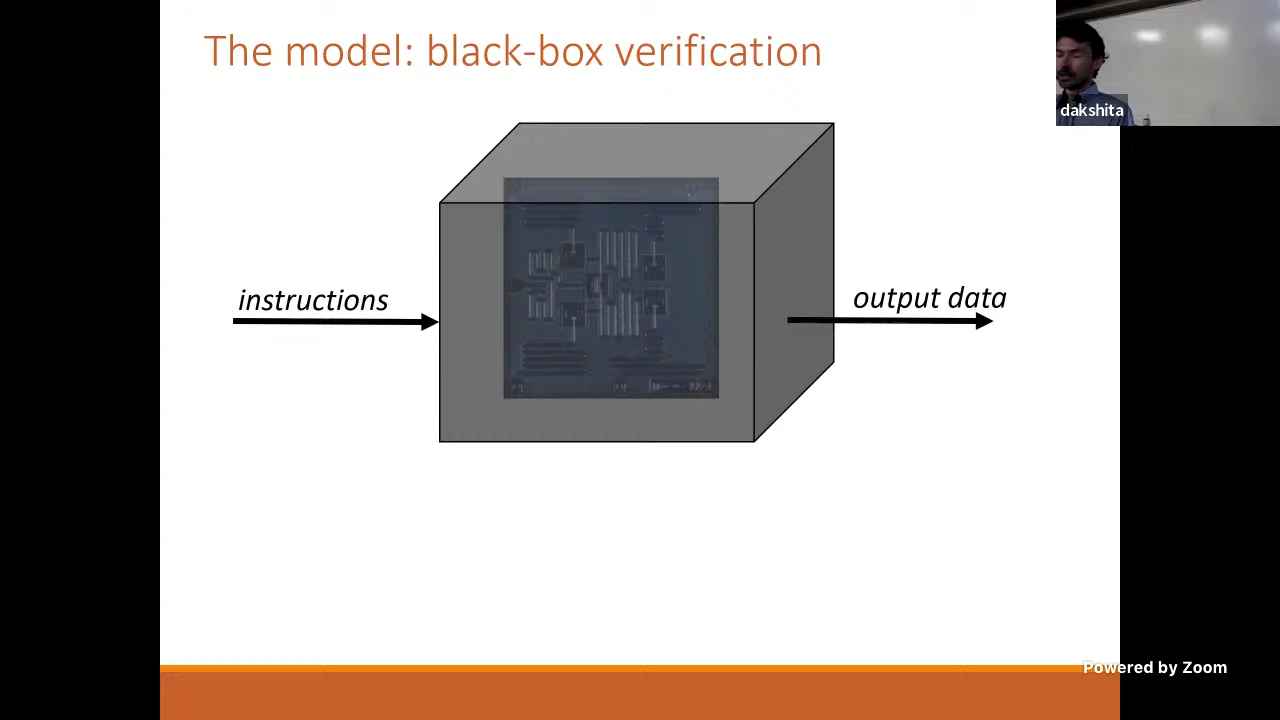 The model: black-box verification
dakshita
instructions
output data
Powered by Zoom